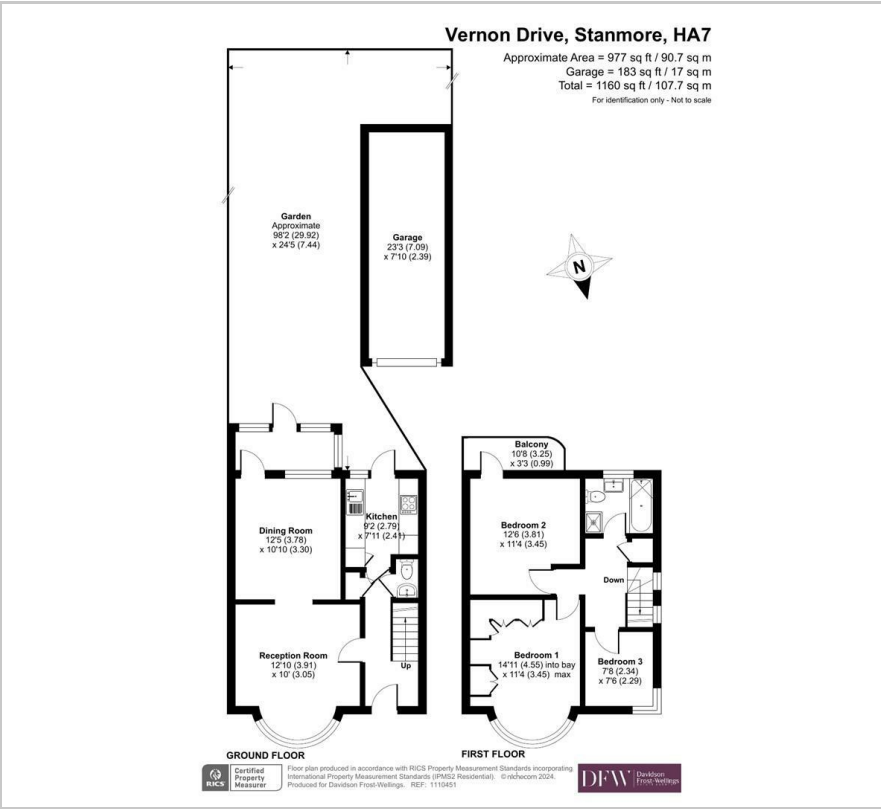 Vernon Drive, Stanmore, HA7
Approximate Area = 977 sq ft / 90.7 sq m
Garage = 183 sq ft / 17 sq m
Total = 1160 sq ft / 107.7 sq m
For identification only - Not to scale
Garden
Approximate
98'2 (29.92)
x 24'5 (7.44)
Garage
23'3 (7.09)
x 7'10 (2.39)
N
Balcony
10'8 (3.25)
x 3'3 (0.99)
Kitchen
9'2 (2.79)
x 7'11 (2.41)
Dining Room
12'5 (3.78)
x 10'10 (3.30)
Bedroom 2
12'6 (3.81)
x 11'4 (3.45)
Down
Reception Room
12'10 (3.91)
x 10' (3.05)
Up
Bedroom 1
14'11 (4.55) into bay
x 11'4 (3.45) max
Bedroom 3
7'8 (2.34)
x 7'6 (2.29)
GROUND FLOOR
FIRST FLOOR
RICS
Certified
Property
Measurer
Floor plan produced in accordance with RICS Property Measurement Standards incorporating
International Property Measurement Standards (IPMS2 Residential). © nichecom 2024.
Produced for Davidson Frost-Wellings. REF: 1110451
DFW
Davidson
Frost-Wellings